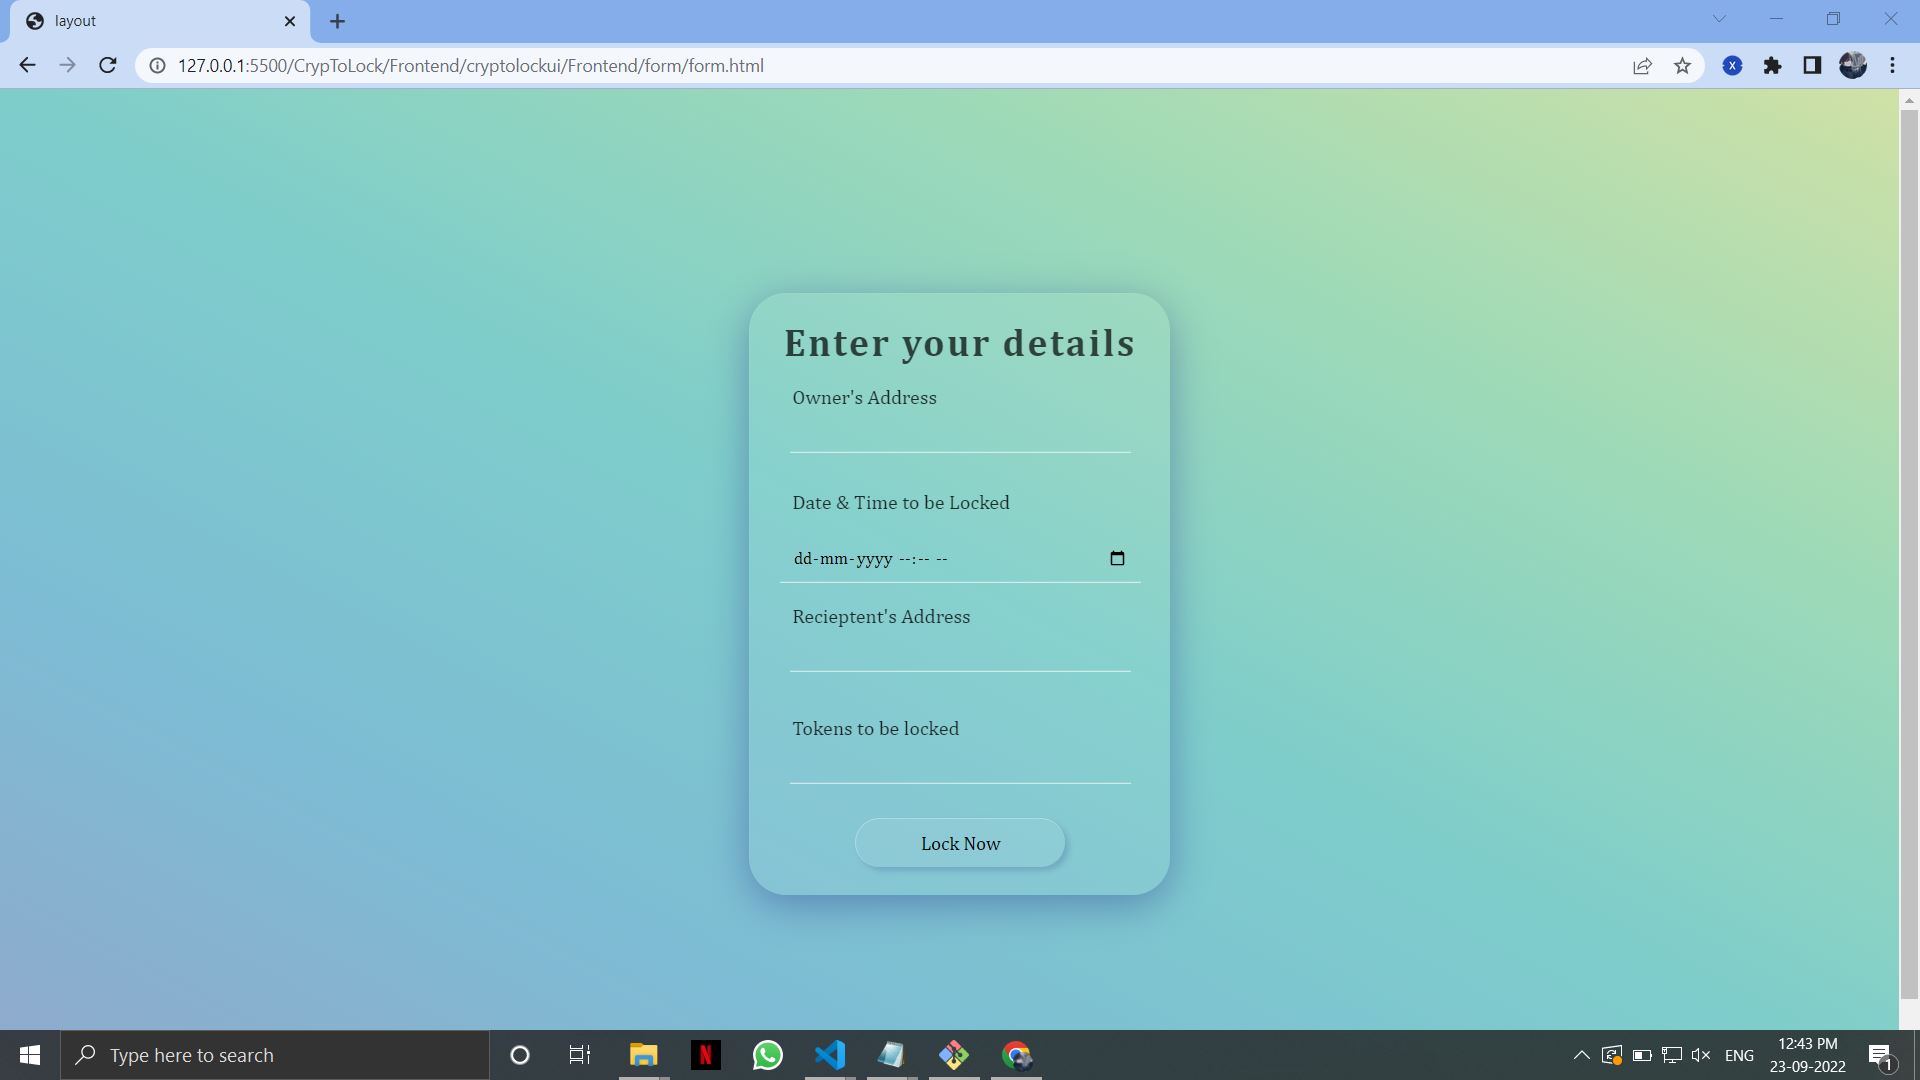 layout
127.0.0.1:5500/CrypToLock/Frontend/cryptolockui/Frontend/form/form.html
X
Enter your details
Owner's Address
Date & Time to be Locked
dd-mm-yyyy --:-- --
Recieptent's Address
Tokens to be locked
Lock Now
Type here to search
N
ENG
12:43 PM
23-09-2022
1